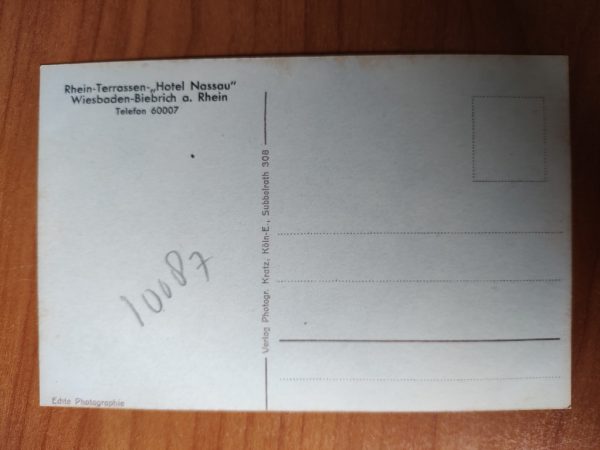 Rhein-Terrassen-„Hotel Nassau"
Wiesbaden-Biebrich a. Rhein
Telefon 60007
10087
Verlag Photogr. Kratz, Köln-E., Subbelrath 308
Echte Photographie